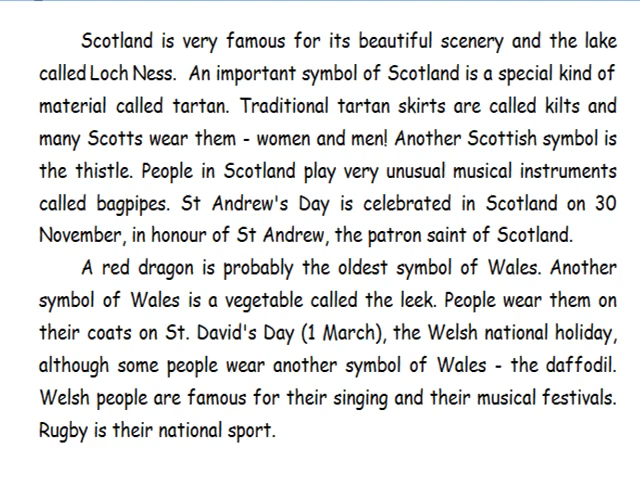 Scotland is very famous for its beautiful scenery and the lake
called Loch Ness. An important symbol of Scotland is a special kind of
material called tartan. Traditional tartan skirts are called kilts and
many Scotts wear them - women and men! Another Scottish symbol is
the thistle. People in Scotland play very unusual musical instruments
called bagpipes. St Andrew's Day is celebrated in Scotland on 30
November, in honour of St Andrew, the patron saint of Scotland.
A red dragon is probably the oldest symbol of Wales. Another
symbol of Wales is a vegetable called the leek. People wear them on
their coats on St. David's Day (1 March), the Welsh national holiday,
although some people wear another symbol of Wales - the daffodil.
Welsh people are famous for their singing and their musical festivals.
Rugby is their national sport.